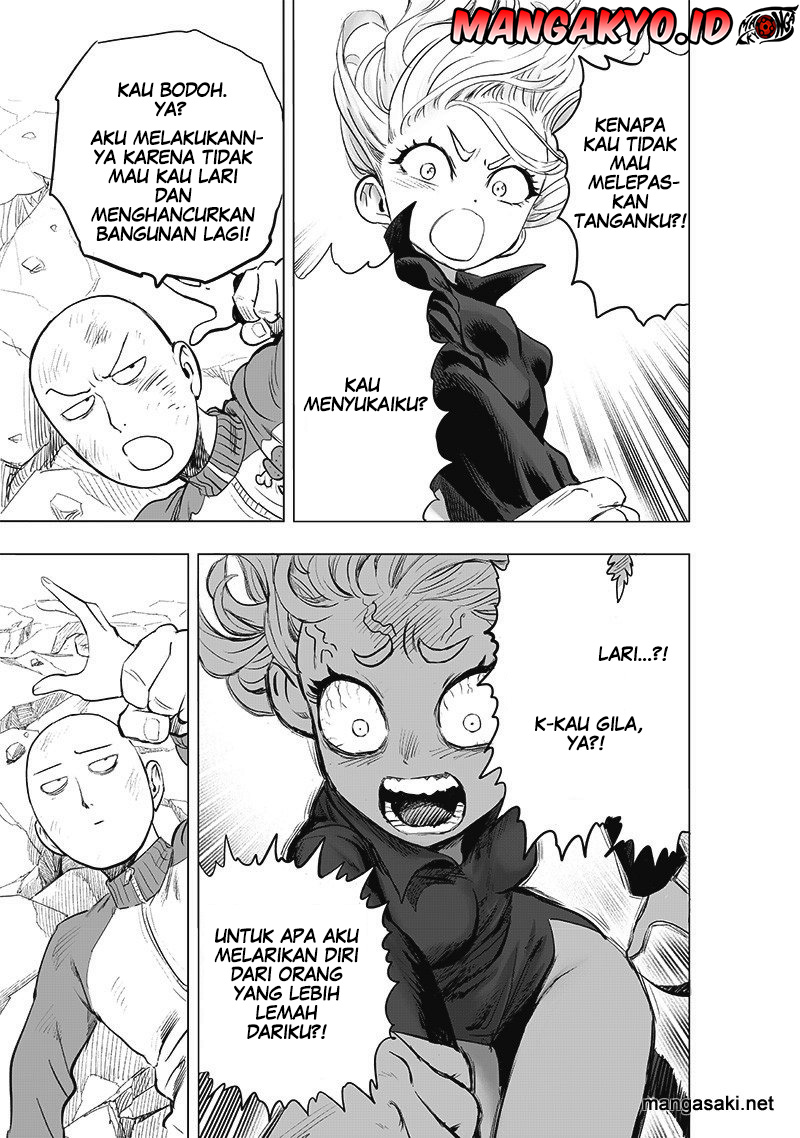 MANGAKYO.ID
KENAPA
KAU TIDAK
MAU
MELEPAS-
KAN
TANGANKU?!
KAU
MENYUKAIKU?
KAU BODOH.
YA?
AKU MELAKUKANN-
YA KARENA TIDAK
MAU KAU LARI
DAN
MENGHANCURKAN
BANGUNAN LAGI!
LARI...?!
K-KAU GILA,
YA?!
UNTUK APA AKU
MELARIKAN DIRI
DARI ORANG
YANG LEBIH
LEMAH
DARIKU?!
mangasaki.net